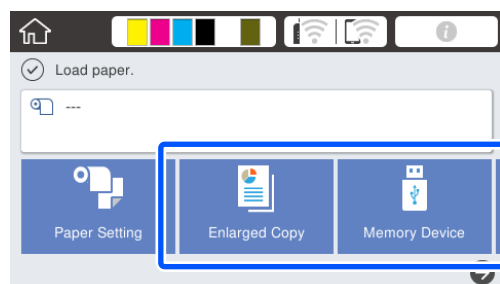 Load paper.
---
Paper Setting
Enlarged Copy
Memory Device